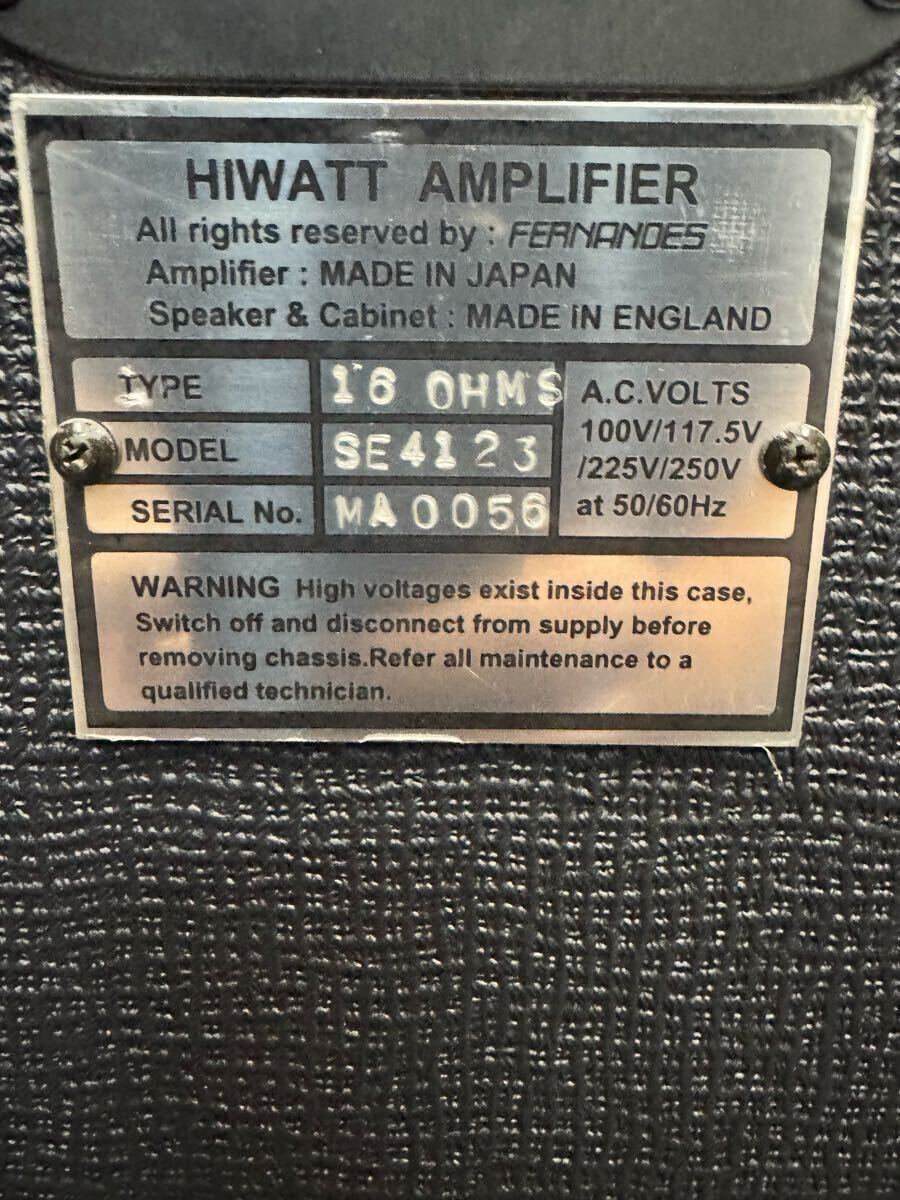 HIWATT AMPLIFIER
All rights reserved by : FERNANDES
Amplifier : MADE IN JAPAN
Speaker & Cabinet : MADE IN ENGLAND
TYPE 16 OHMS
MODEL SE4123
SERIAL No. MA0056
A.C.VOLTS
100V/117.5V
/225V/250V
at 50/60Hz
WARNING High voltages exist inside this case,
Switch off and disconnect from supply before
removing chassis.Refer all maintenance to a
qualified technician.